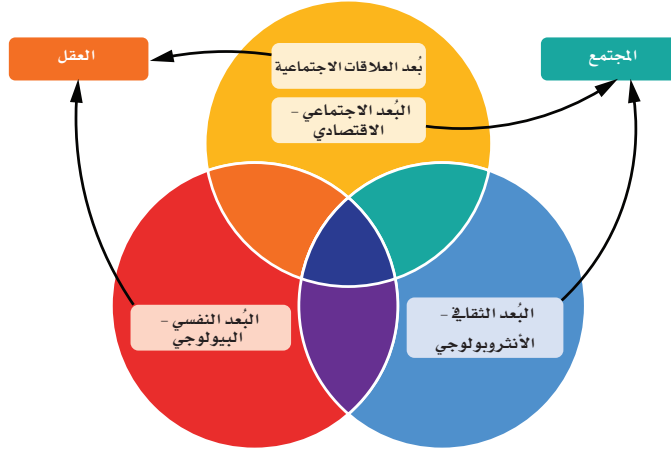 المجتمع
العقل
بُعد العلاقات الاجتماعية
البُعد الاجتماعي –
الاقتصادي
البُعد الثقافي –
الأنثروبولوجي
البُعد النفسي –
البيولوجي